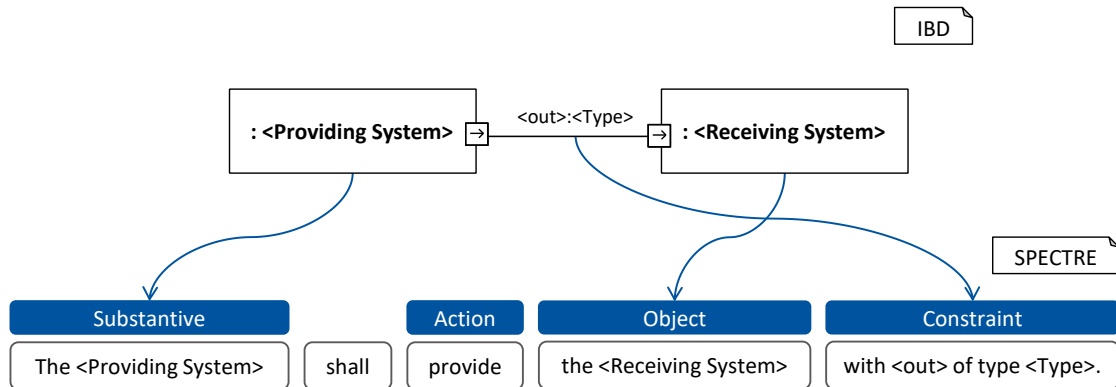 IBD
<out>:<Type>
: <Providing System>
: <Receiving System>
SPECTRE
Substantive
Action
Object
Constraint
The <Providing System>
shall
provide
the <Receiving System>
with <out> of type <Type>.